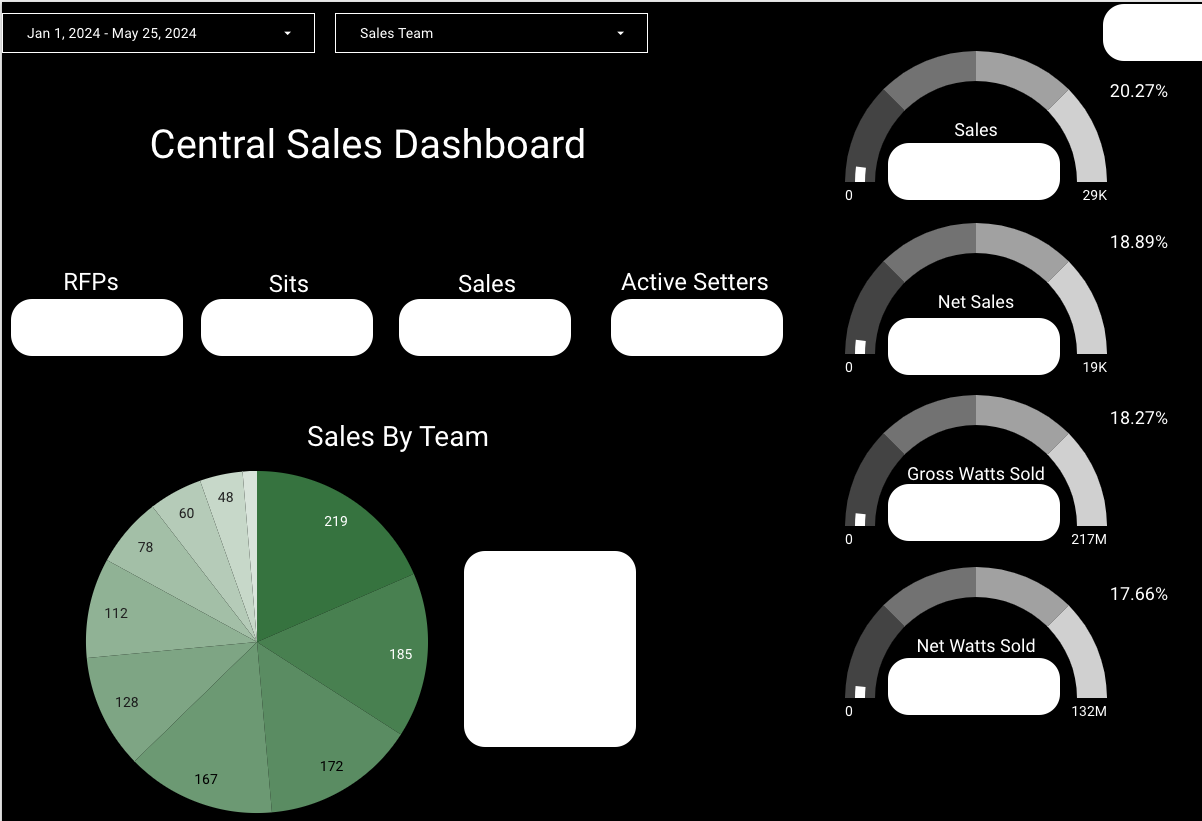 Jan 1, 2024 - May 25, 2024
Sales Team
Central Sales Dashboard
RFPs
Sits
Sales
Active Setters
Sales By Team
219
185
172
167
128
112
78
60
48
20.27%
Sales
0
29K
18.89%
Net Sales
0
19K
18.27%
Gross Watts Sold
0
217M
17.66%
Net Watts Sold
0
132M